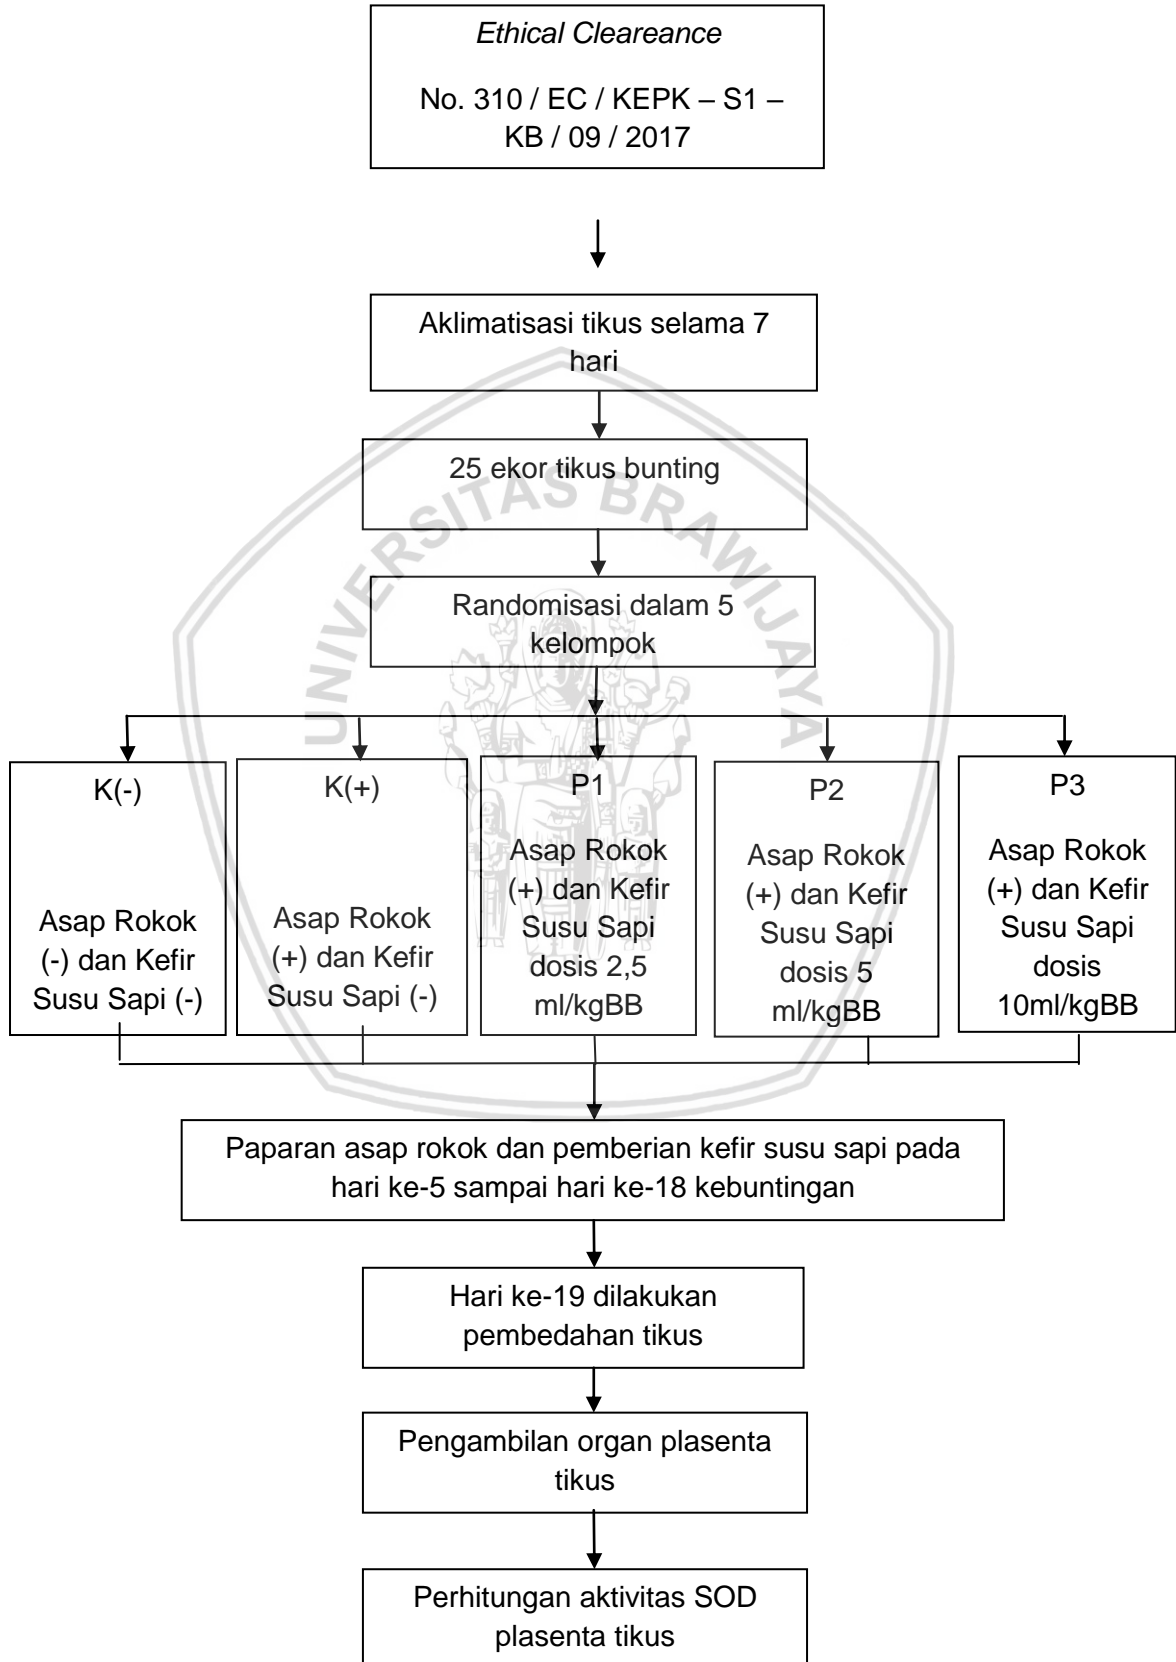 Ethical Cleareance
No. 310 / EC / KEPK – S1 –
KB / 09 / 2017
Aklimatisasi tikus selama 7
hari
25 ekor tikus bunting
UNIVERSITAS BRAWIJAYA
Randomisasi dalam 5
kelompok
K(-)
Asap Rokok
(-) dan Kefir
Susu Sapi (-)
K(+)
Asap Rokok
(+) dan Kefir
Susu Sapi (-)
P1
Asap Rokok
(+) dan Kefir
Susu Sapi
dosis 2,5
ml/kgBB
P2
Asap Rokok
(+) dan Kefir
Susu Sapi
dosis 5
ml/kgBB
P3
Asap Rokok
(+) dan Kefir
Susu Sapi
dosis
10ml/kgBB
Paparan asap rokok dan pemberian kefir susu sapi pada
hari ke-5 sampai hari ke-18 kebuntingan
Hari ke-19 dilakukan
pembedahan tikus
Pengambilan organ plasenta
tikus
Perhitungan aktivitas SOD
plasenta tikus